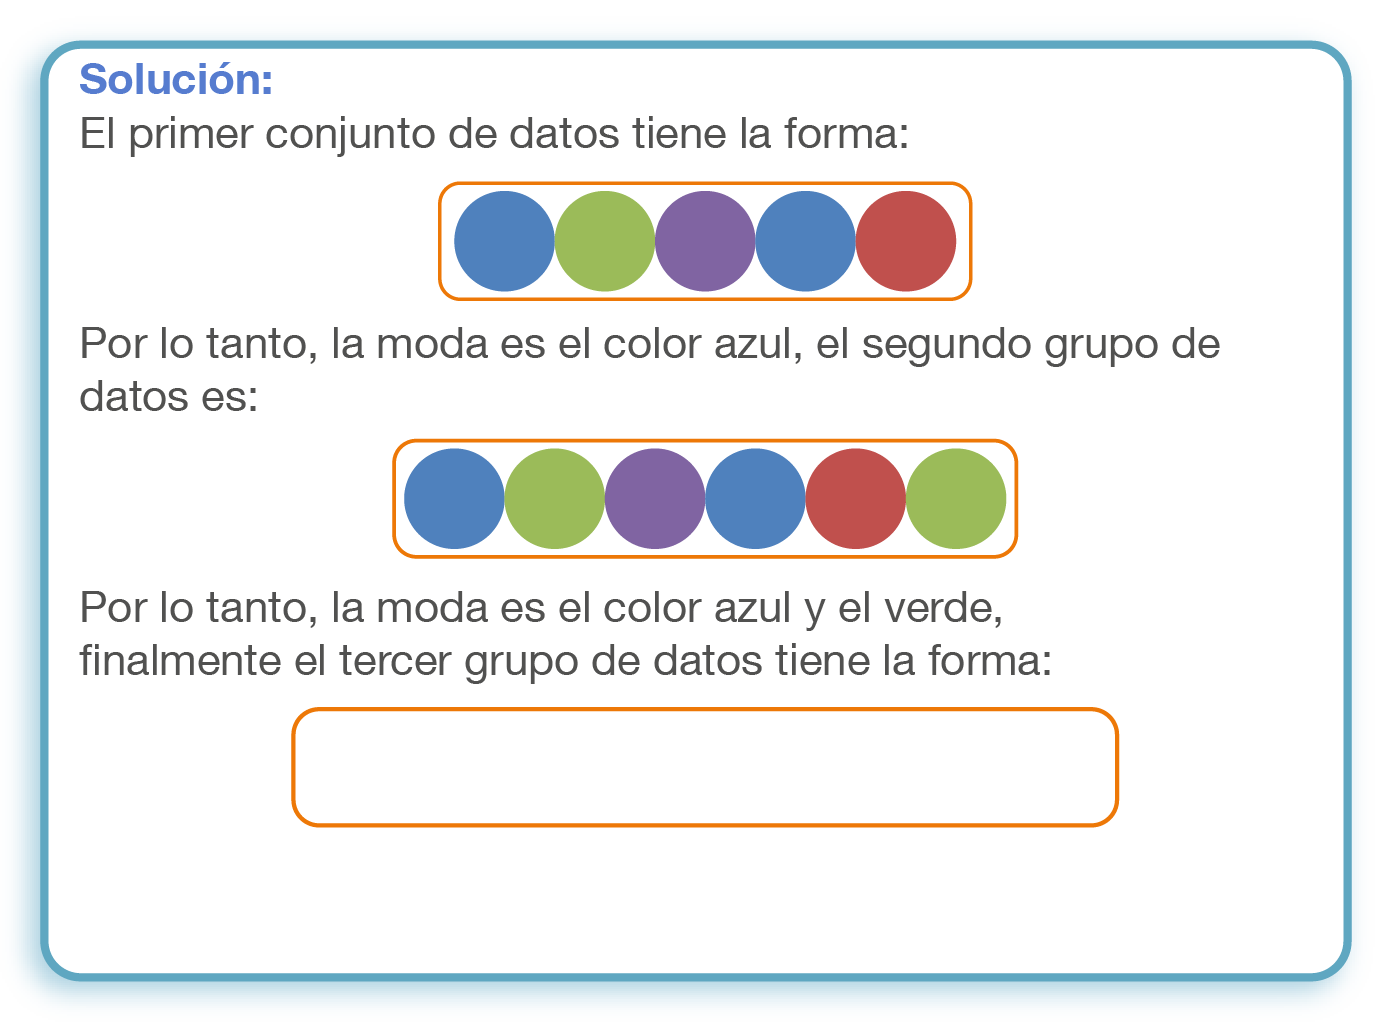 Solución:
El primer conjunto de datos tiene la forma:
Por lo tanto, la moda es el color azul, el segundo grupo de
datos es:
Por lo tanto, la moda es el color azul y el verde,
finalmente el tercer grupo de datos tiene la forma: